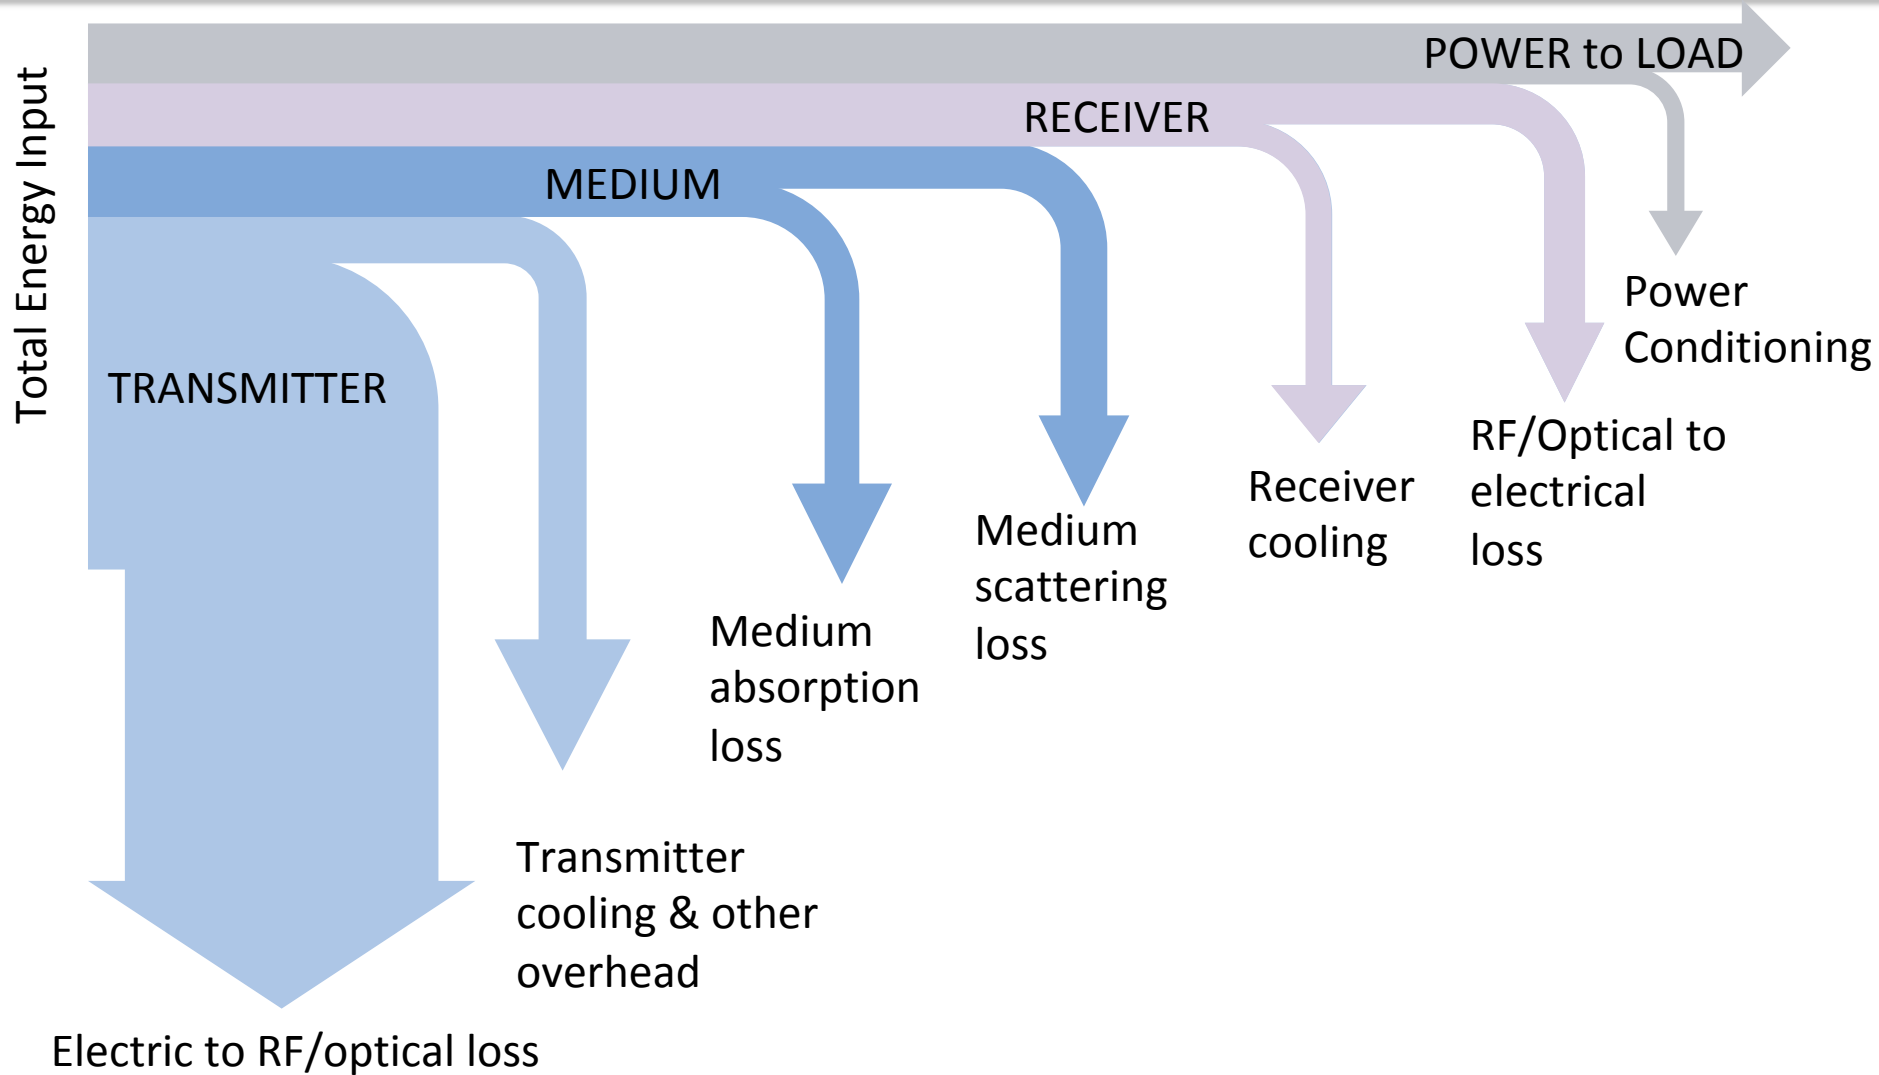 Total Energy Input
POWER to LOAD
RECEIVER
MEDIUM
TRANSMITTER
Power
Conditioning
RF/Optical to
electrical
loss
Receiver
cooling
Medium
scattering
loss
Medium
absorption
loss
Transmitter
cooling & other
overhead
Electric to RF/optical loss